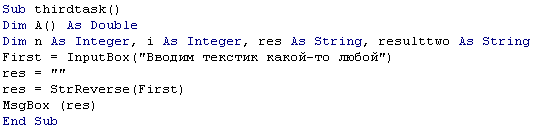 Sub thirdtask()
Dim A() As Double
Dim n As Integer, i As Integer, res As String, resulttwo As String
First = InputBox("Вводим текстик какой-то любой")
res = ""
res = StrReverse(First)
MsgBox (res)
End Sub